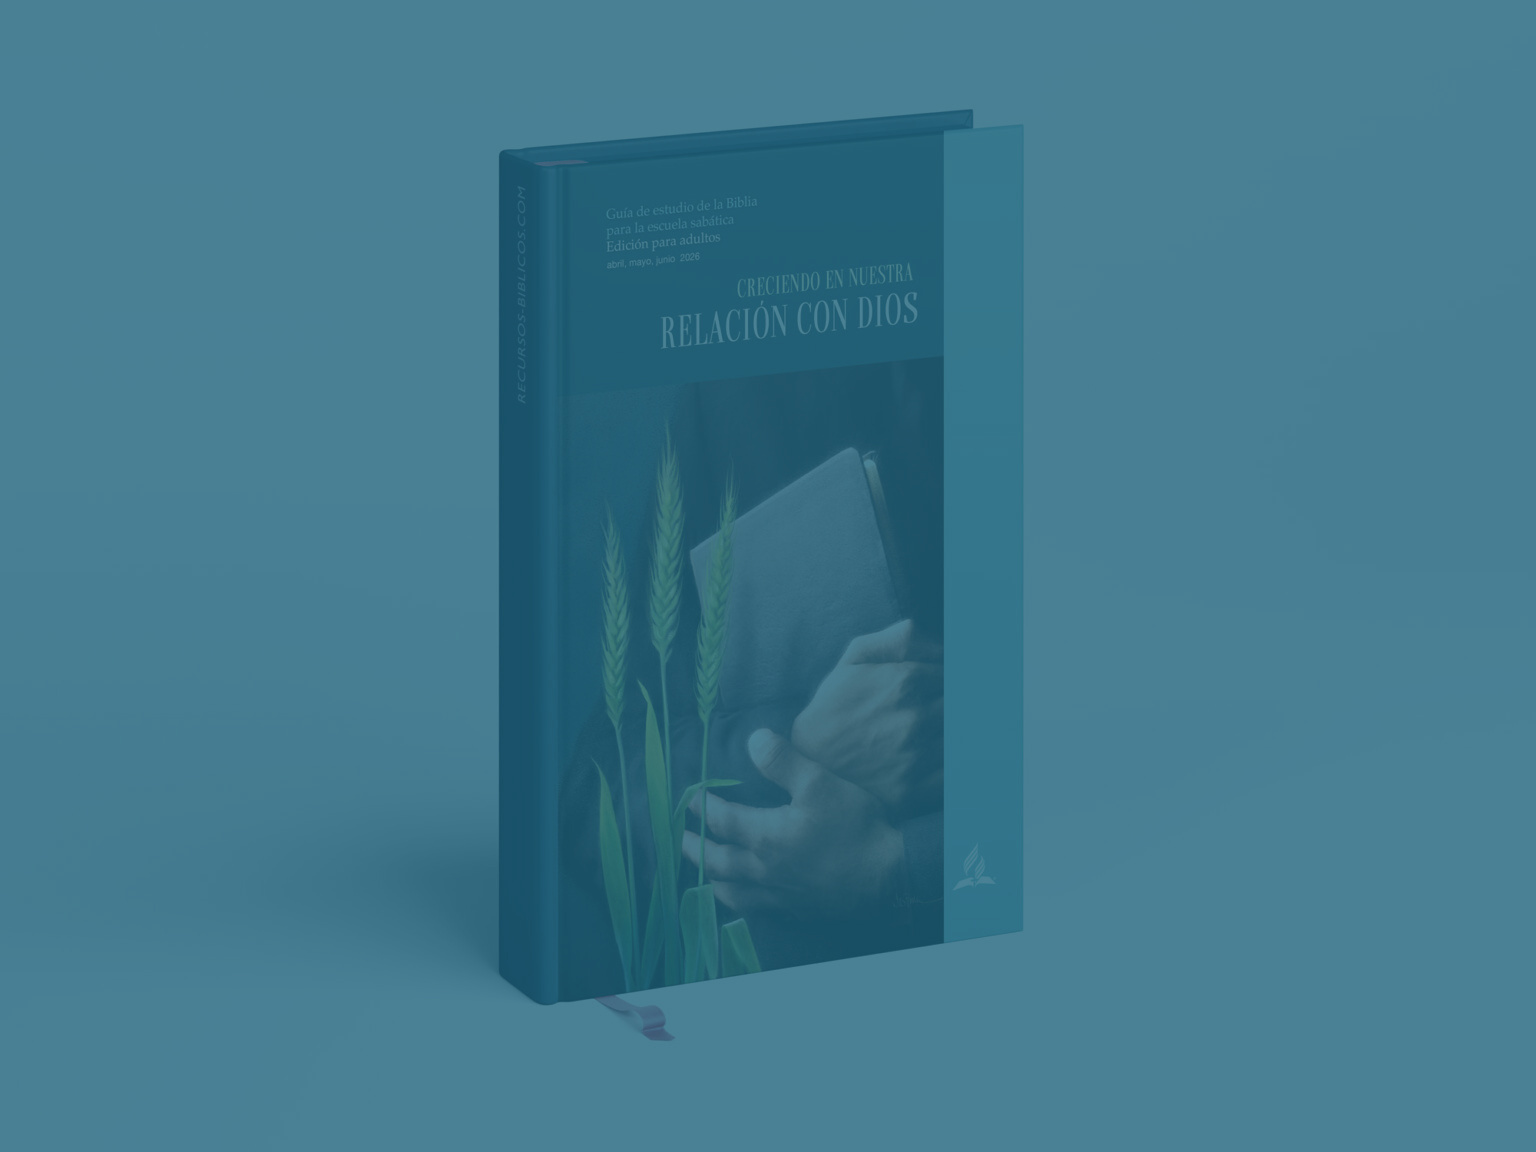 RECURSOS-BIBLICOS.COM
Guía de estudio de la Biblia
para la escuela sabática
Edición para adultos
abril, mayo, junio 2026
CRECIENDO EN NUESTRA
RELACIÓN CON DIOS